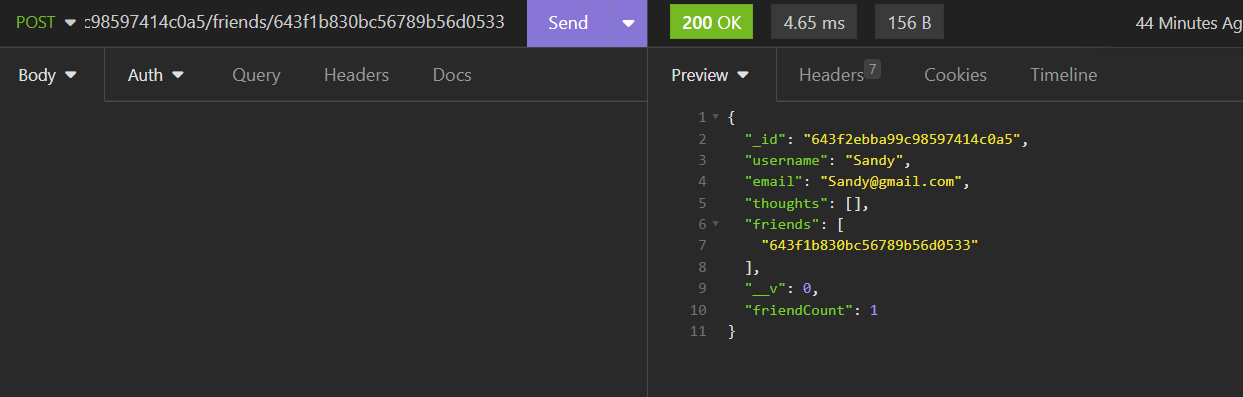 POST :98597414c0a5/friends/643f1b830bc56789b56d0533 Send 200 OK 4.65 ms 156 B 44 Minutes Ag
Body Auth Query Headers Docs Preview Headers 7 Cookies Timeline
1 {
2 "_id": "643f2ebba99c98597414c0a5",
3 "username": "Sandy",
4 "email": "Sandy@gmail.com",
5 "thoughts": [],
6 "friends": [
7 "643f1b830bc56789b56d0533"
8 ],
9 "__v": 0,
10 "friendCount": 1
11 }